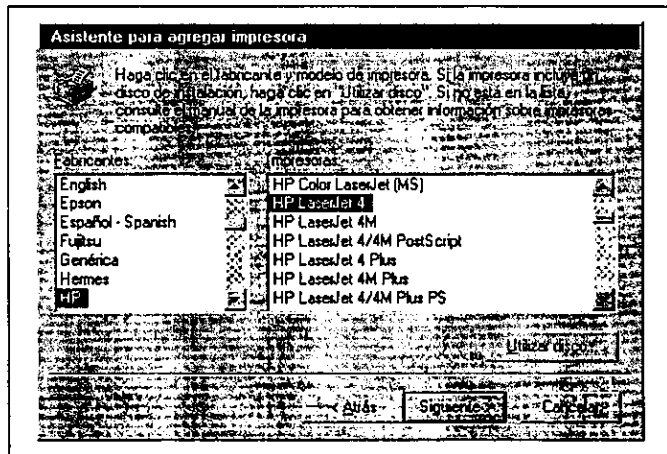 Asistente para agregar impresora
Haga clic en el fabricante y modelo de impresora. Si la impresora incluye un
disco de instalación, haga clic en "Utilizar disco". Si no está en la lista,
consulte el manual de la impresora para obtener información sobre impresoras
compatibles.
Fabricantes:
English
Epson
Español - Spanish
Fujitsu
Genérica
Hermes
HP
Impresoras:
HP Color LaserJet (MS)
HP LaserJet 4
HP LaserJet 4M
HP LaserJet 4/4M PostScript
HP LaserJet 4 Plus
HP LaserJet 4M Plus
HP LaserJet 4/4M Plus PS
Utilizar disco...
< Atrás
Siguiente >
Cancelar